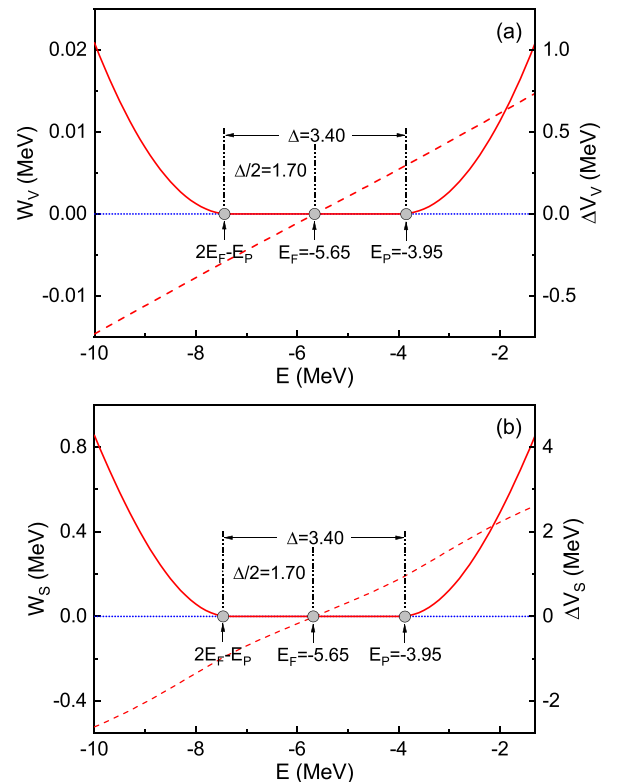 (a)
0.02
0.01
0.00
-0.01
W_V (MeV)
1.0
0.5
0.0
-0.5
ΔV_V (MeV)
Δ=3.40
Δ/2=1.70
2E_F-E_P
E_F=-5.65
E_P=-3.95
-10 -8 -6 -4 -2
E (MeV)
(b)
0.8
0.4
0.0
-0.4
W_S (MeV)
4
2
0
-2
ΔV_S (MeV)
Δ=3.40
Δ/2=1.70
2E_F-E_P
E_F=-5.65
E_P=-3.95
-10 -8 -6 -4 -2
E (MeV)